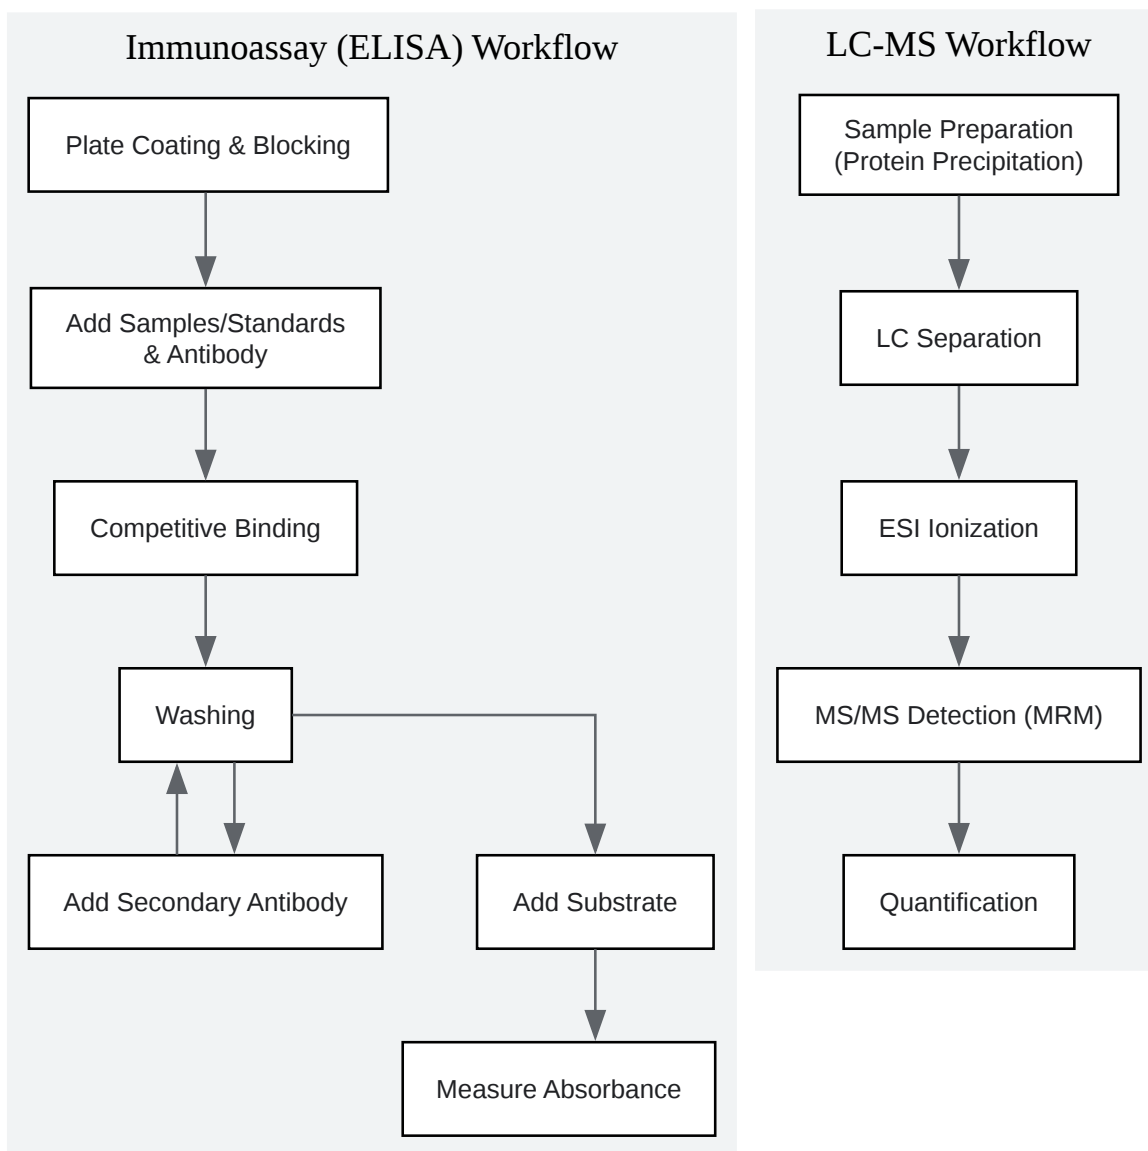 Immunoassay (ELISA) Workflow
Plate Coating & Blocking
Add Samples/Standards
& Antibody
Competitive Binding
Washing
Add Secondary Antibody
Add Substrate
Measure Absorbance
LC-MS Workflow
Sample Preparation
(Protein Precipitation)
LC Separation
ESI Ionization
MS/MS Detection (MRM)
Quantification